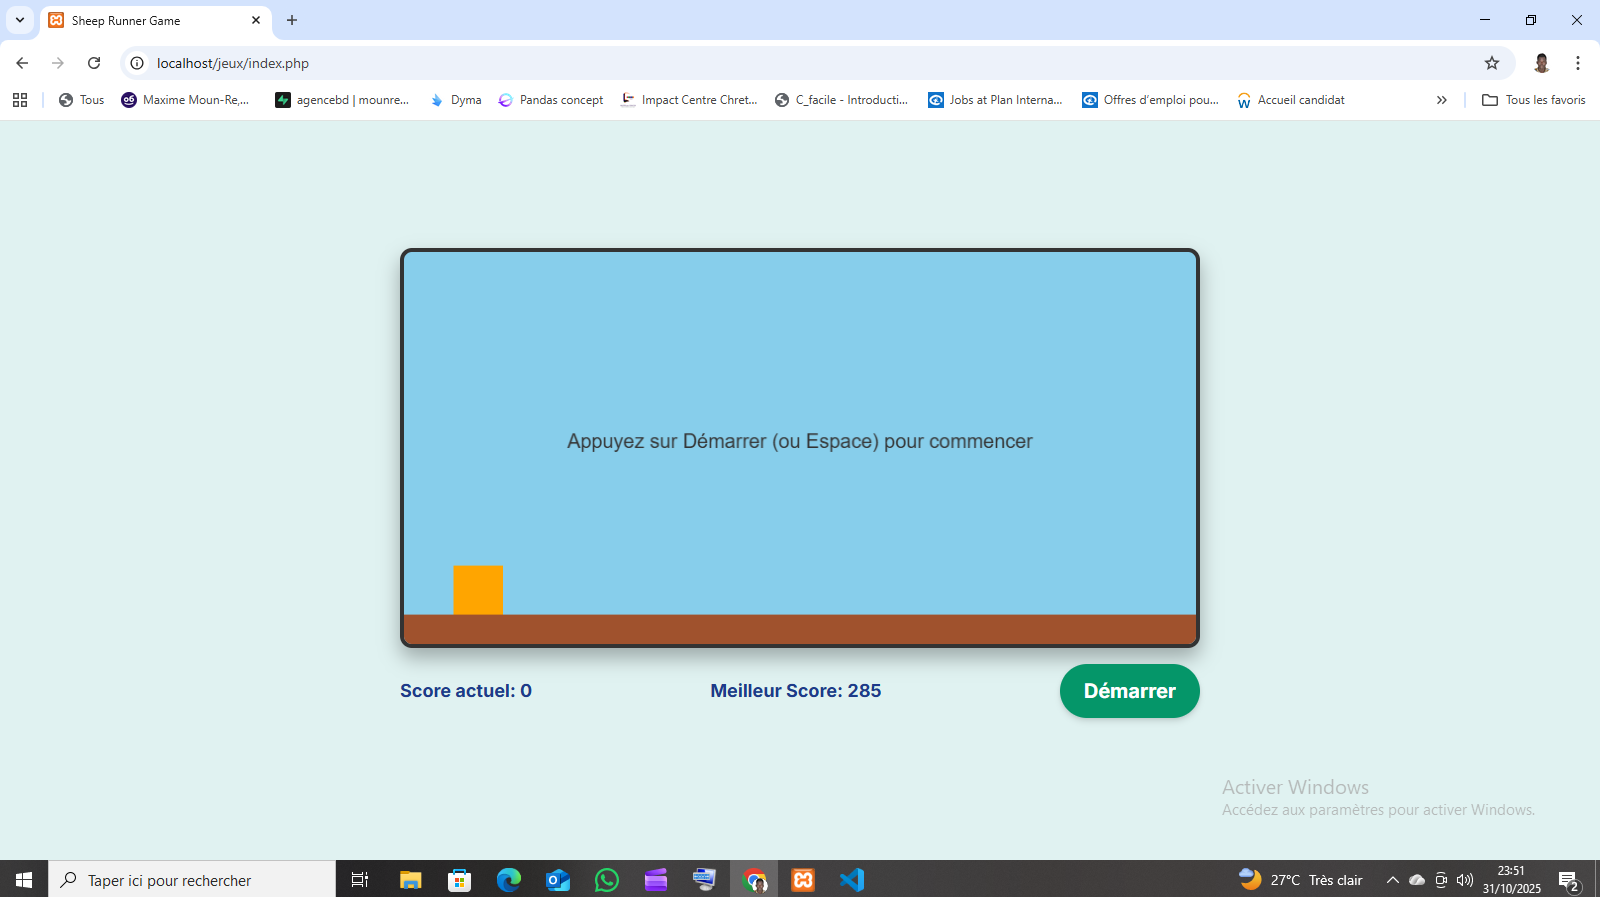 Sheep Runner Game
localhost/jeux/index.php
Tous
Maxime Moun-Re,...
agencebd | mounre...
Dyma
Pandas concept
Impact Centre Chret...
C_facile - Introducti...
Jobs at Plan Interna...
Offres d'emploi pou...
Accueil candidat
Tous les favoris
Appuyez sur Démarrer (ou Espace) pour commencer
Score actuel: 0
Meilleur Score: 285
Démarrer
Activer Windows
Accédez aux paramètres pour activer Windows.
Taper ici pour rechercher
27°C Très clair
23:51
31/10/2025
2